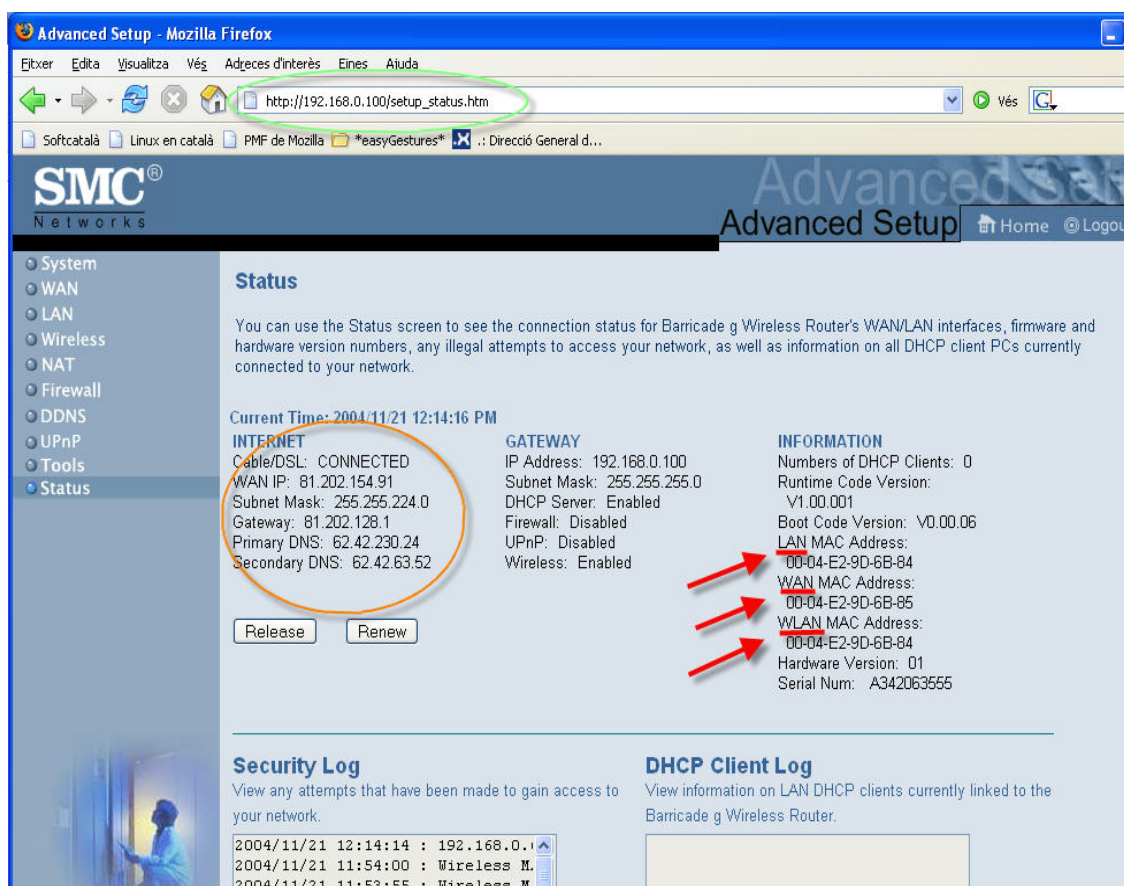 Advanced Setup - Mozilla Firefox
Fitxer Edita Visualitza Vés Adreces d'interès Eines Ajuda
http://192.168.0.100/setup_status.htm Vés G
Softcatalà Linux en català PMF de Mozilla *easyGestures* .: Direcció General d...
SMC®
Networks
Advanced Set
Advanced Setup Home Logou
System
WAN
LAN
Wireless
NAT
Firewall
DDNS
UPnP
Tools
Status
Status
You can use the Status screen to see the connection status for Barricade g Wireless Router's WAN/LAN interfaces, firmware and
hardware version numbers, any illegal attempts to access your network, as well as information on all DHCP client PCs currently
connected to your network.
Current Time: 2004/11/21 12:14:16 PM
INTERNET
Cable/DSL: CONNECTED
WAN IP: 81.202.154.91
Subnet Mask: 255.255.224.0
Gateway: 81.202.128.1
Primary DNS: 62.42.230.24
Secondary DNS: 62.42.63.52
Release Renew
GATEWAY
IP Address: 192.168.0.100
Subnet Mask: 255.255.255.0
DHCP Server: Enabled
Firewall: Disabled
UPnP: Disabled
Wireless: Enabled
INFORMATION
Numbers of DHCP Clients: 0
Runtime Code Version:
V1.00.001
Boot Code Version: V0.00.06
LAN MAC Address:
00-04-E2-9D-6B-84
WAN MAC Address:
00-04-E2-9D-6B-85
WLAN MAC Address:
00-04-E2-9D-6B-84
Hardware Version: 01
Serial Num: A342063555
Security Log
View any attempts that have been made to gain access to
your network.
2004/11/21 12:14:14 : 192.168.0.
2004/11/21 11:54:00 : Wireless M
2004/11/21 11:53:55 : Wireless M
DHCP Client Log
View information on LAN DHCP clients currently linked to the
Barricade g Wireless Router.